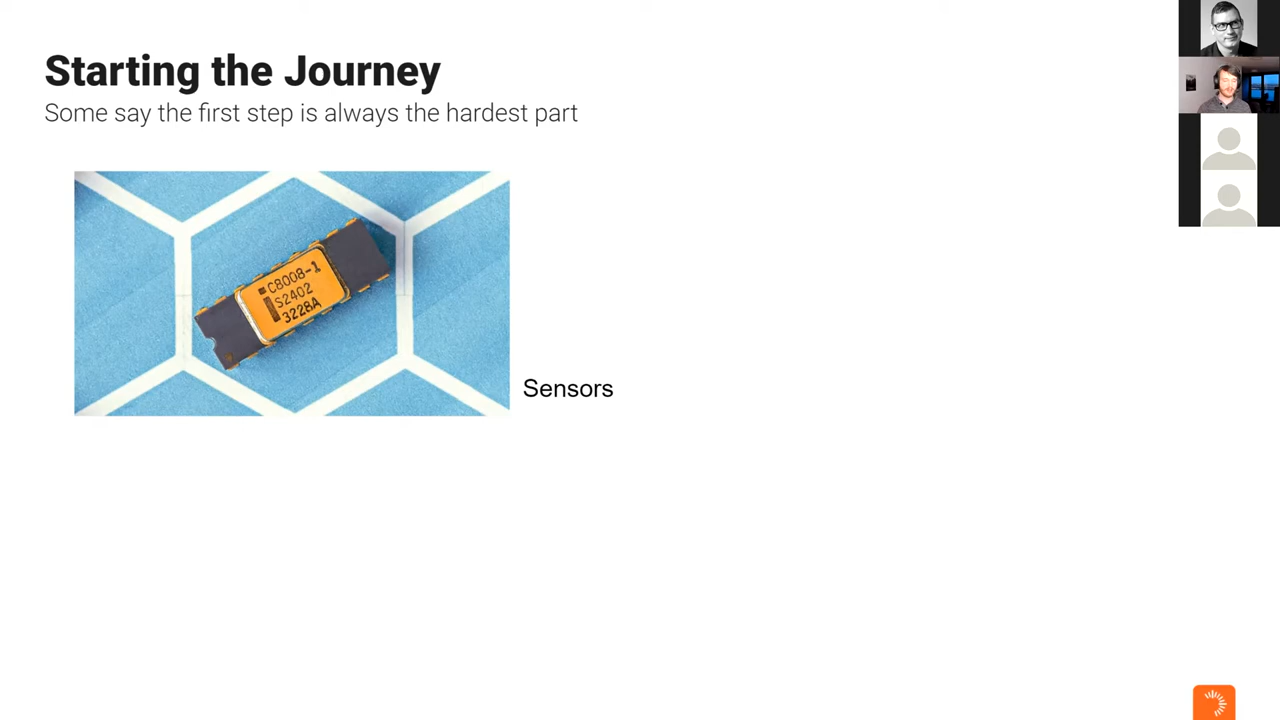 Starting the Journey
Some say the first step is always the hardest part
C8008-1
S2402
3228A
Sensors